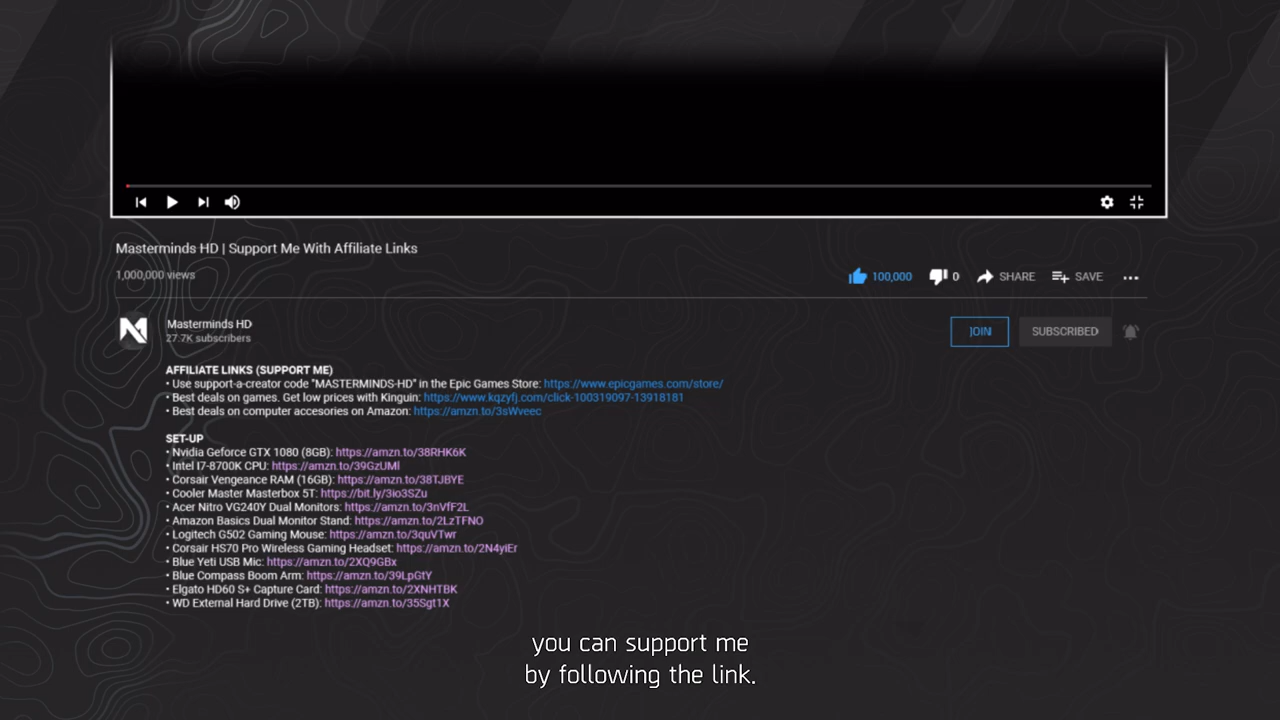 Masterminds HD | Support Me With Affiliate Links
1,000,000 views
100,000 0 SHARE SAVE
Masterminds HD
27.7K subscribers
JOIN SUBSCRIBED
AFFILIATE LINKS (SUPPORT ME)
• Use support-a-creator code "MASTERMINDS-HD" in the Epic Games Store: https://www.epicgames.com/store/
• Best deals on games. Get low prices with Kinguin: https://www.kqzyfj.com/click-100319097-13918181
• Best deals on computer accesories on Amazon: https://amzn.to/3sWveec
SET-UP
• Nvidia Geforce GTX 1080 (8GB): https://amzn.to/38RHK6K
• Intel I7-8700K CPU: https://amzn.to/39GzUMl
• Corsair Vengeance RAM (16GB): https://amzn.to/38TJBYE
• Cooler Master Masterbox 5T: https://bit.ly/3io3SZu
• Acer Nitro VG240Y Dual Monitors: https://amzn.to/3nVfF2L
• Amazon Basics Dual Monitor Stand: https://amzn.to/2LzTFNO
• Logitech G502 Gaming Mouse: https://amzn.to/3quVTwr
• Corsair HS70 Pro Wireless Gaming Headset: https://amzn.to/2N4yiEr
• Blue Yeti USB Mic: https://amzn.to/2XQ9GBx
• Blue Compass Boom Arm: https://amzn.to/39LpGtY
• Elgato HD60 S+ Capture Card: https://amzn.to/2XNHTBK
• WD External Hard Drive (2TB): https://amzn.to/35Sgt1X
you can support me
by following the link.